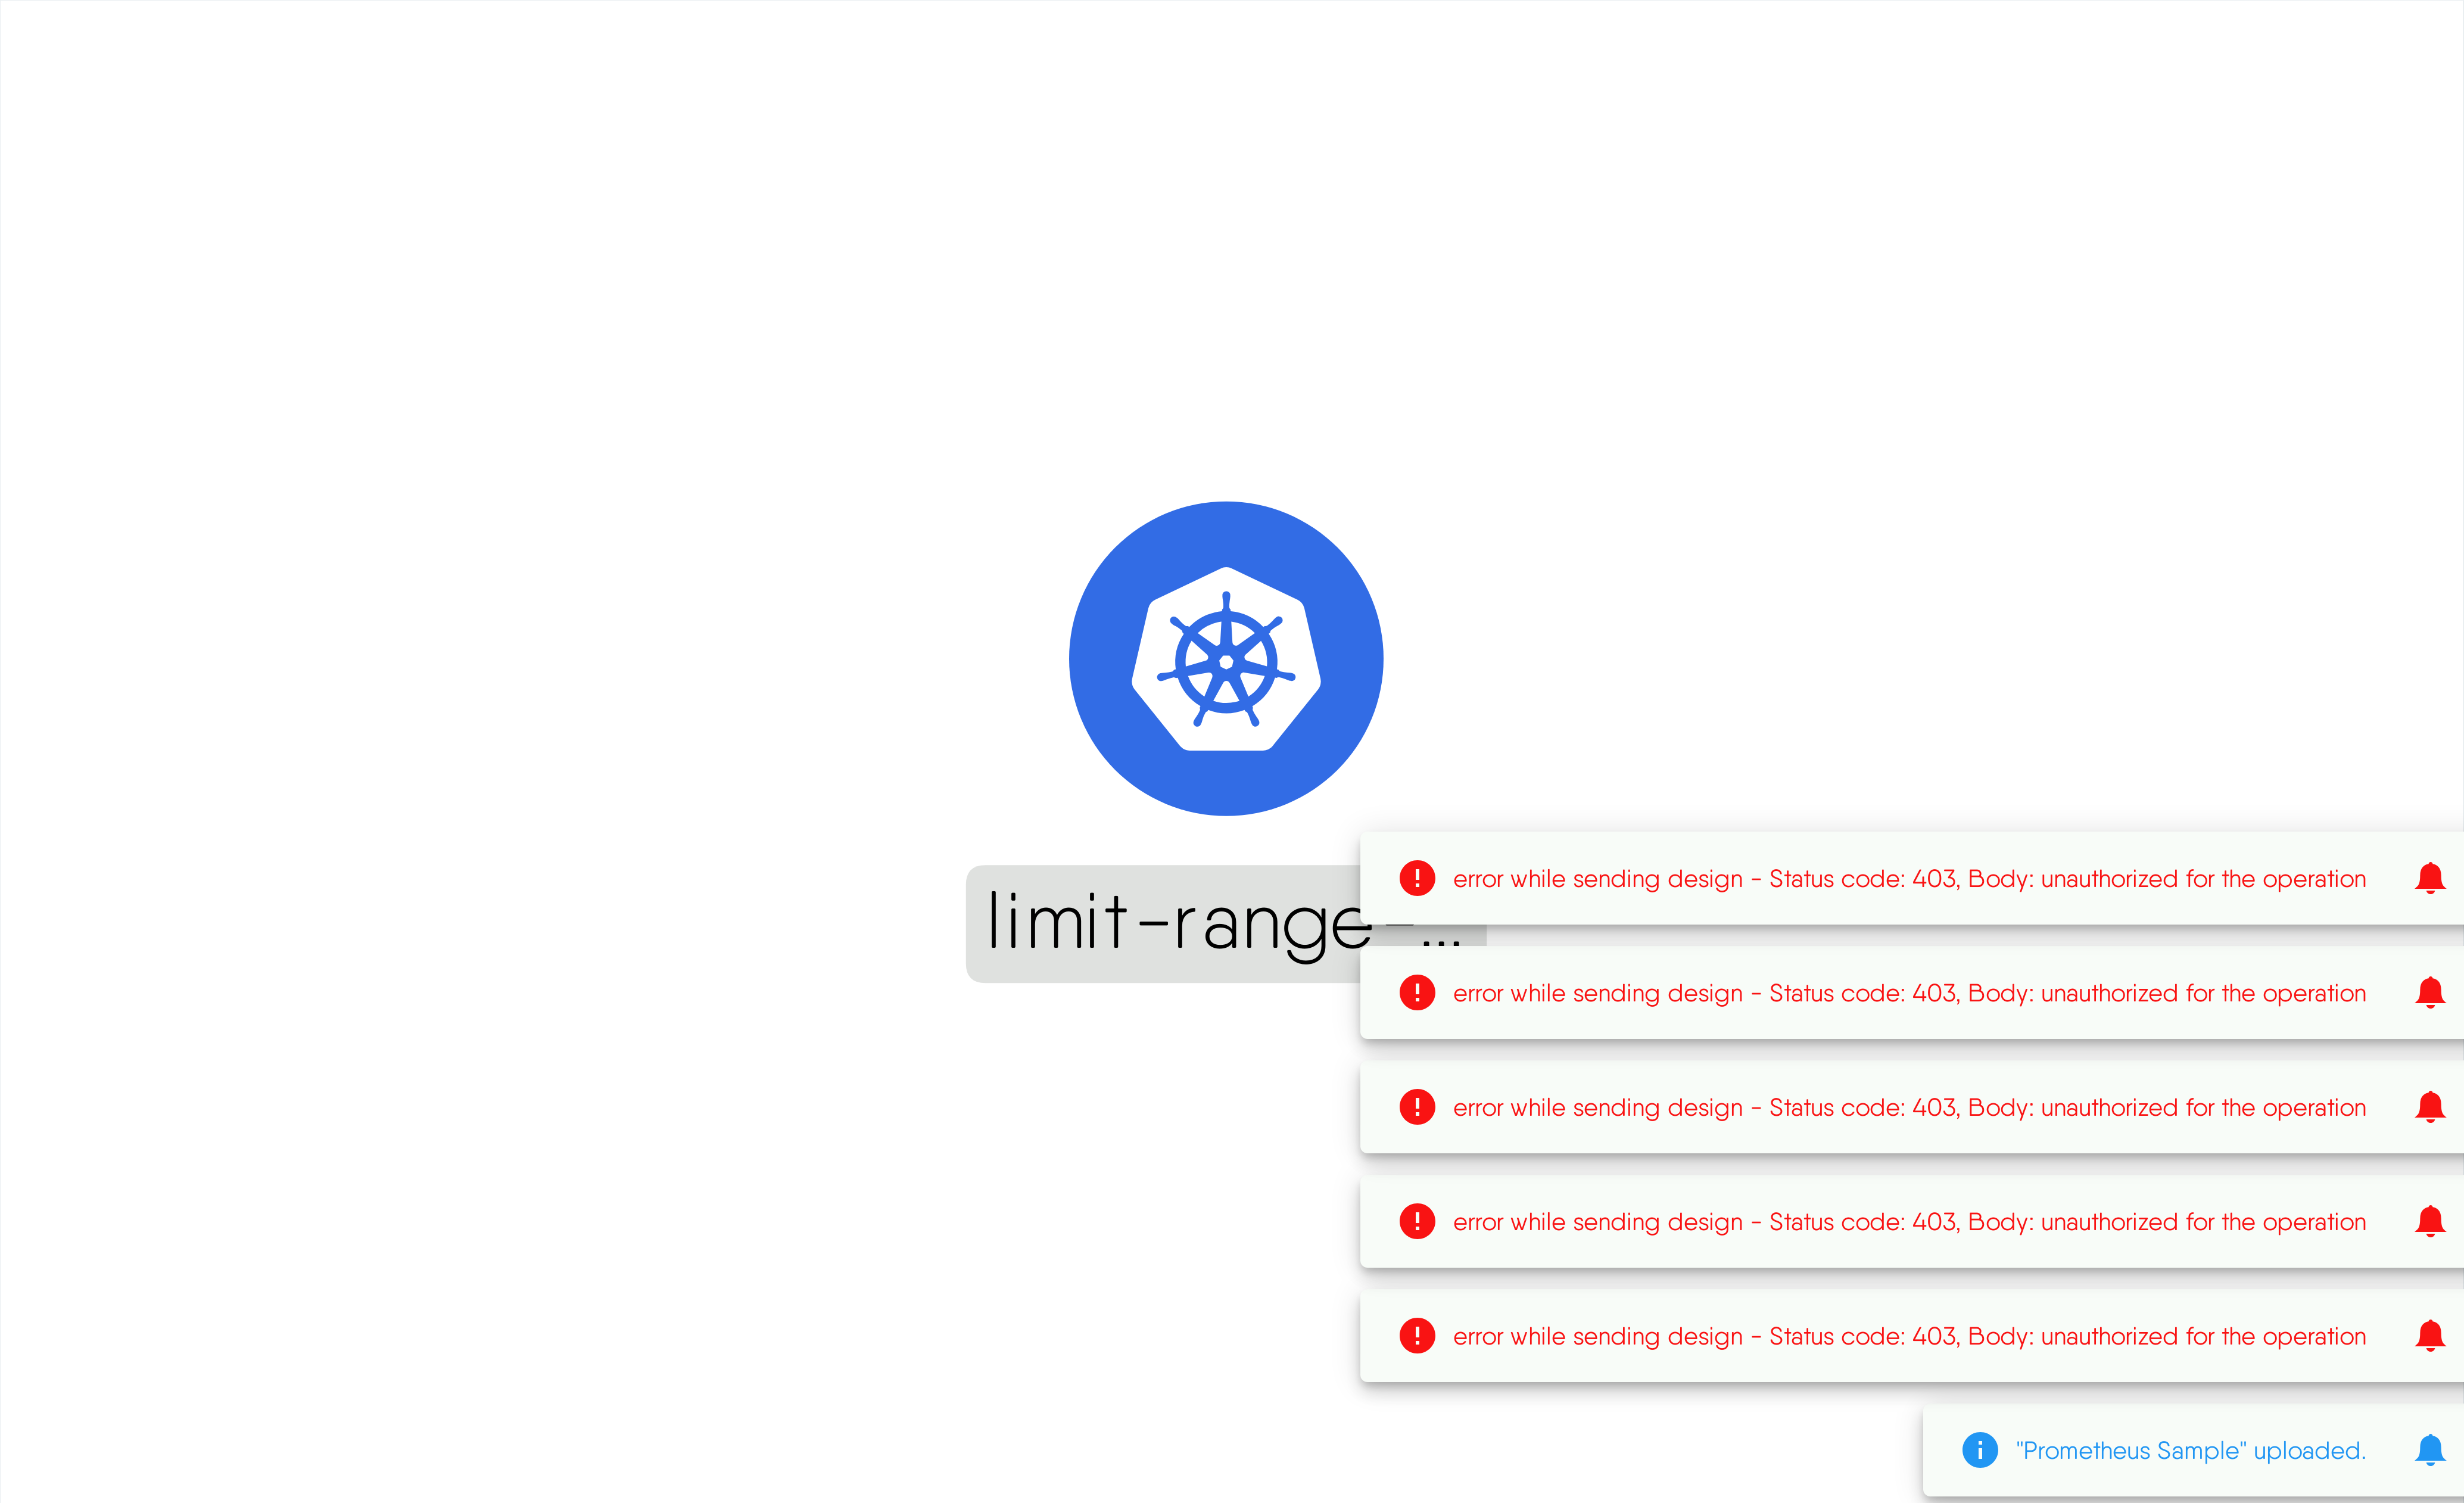 limit-range-...
error while sending design - Status code: 403, Body: unauthorized for the operation
error while sending design - Status code: 403, Body: unauthorized for the operation
error while sending design - Status code: 403, Body: unauthorized for the operation
error while sending design - Status code: 403, Body: unauthorized for the operation
error while sending design - Status code: 403, Body: unauthorized for the operation
"Prometheus Sample" uploaded.